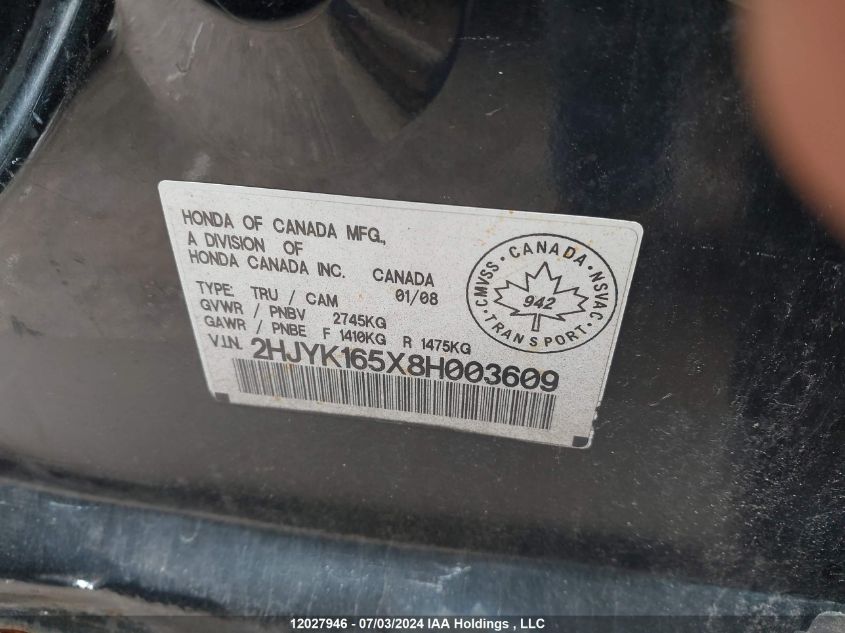 HONDA OF CANADA MFG.,
A DIVISION OF
HONDA CANADA INC. CANADA
TYPE: TRU / CAM 01/08
GVWR / PNBV 2745KG
GAWR / PNBE F 1410KG R 1475KG
V.I.N. 2HJYK165X8H003609
CMVSS • CANADA • NSVAC
942
• TRANSPORT •
12027946 - 07/03/2024 IAA Holdings , LLC